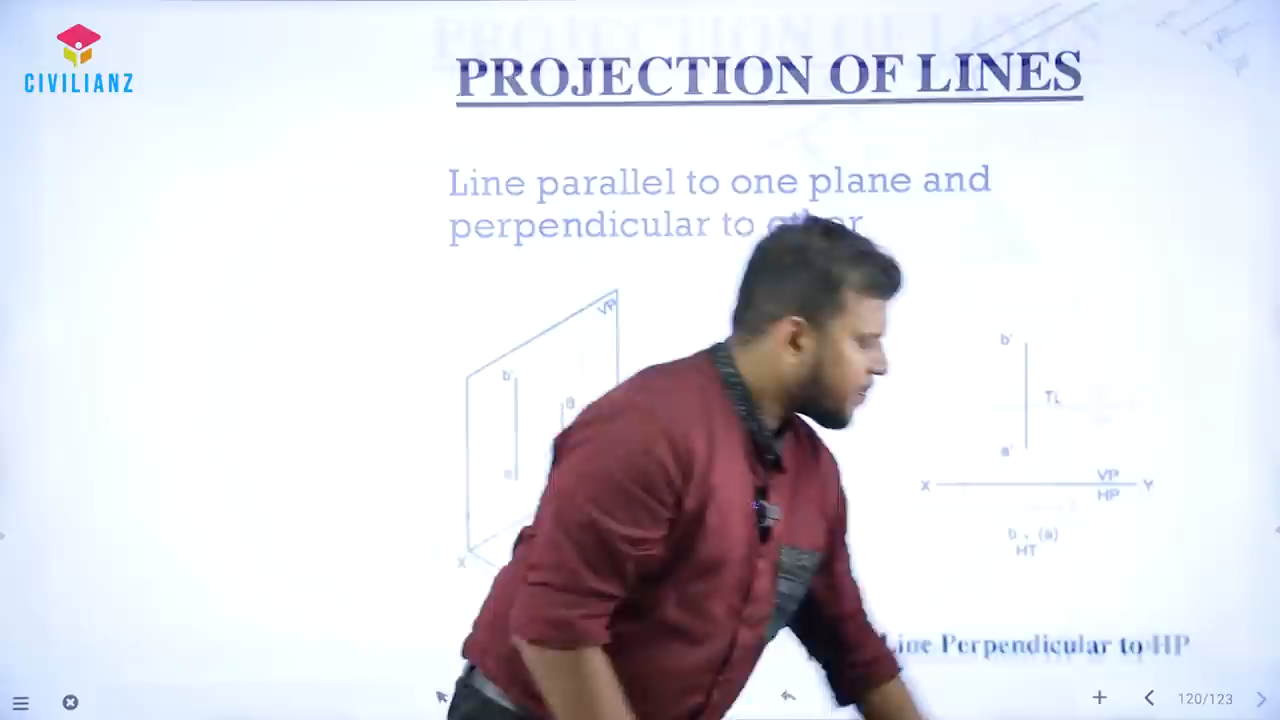 CIVILIANZ
PROJECTION OF LINES
Line parallel to one plane and
perpendicular to other
VP
b'
B
b'
TL
a'
X
VP
HP
Y
b . (a)
HT
X
Line Perpendicular to HP
120/123